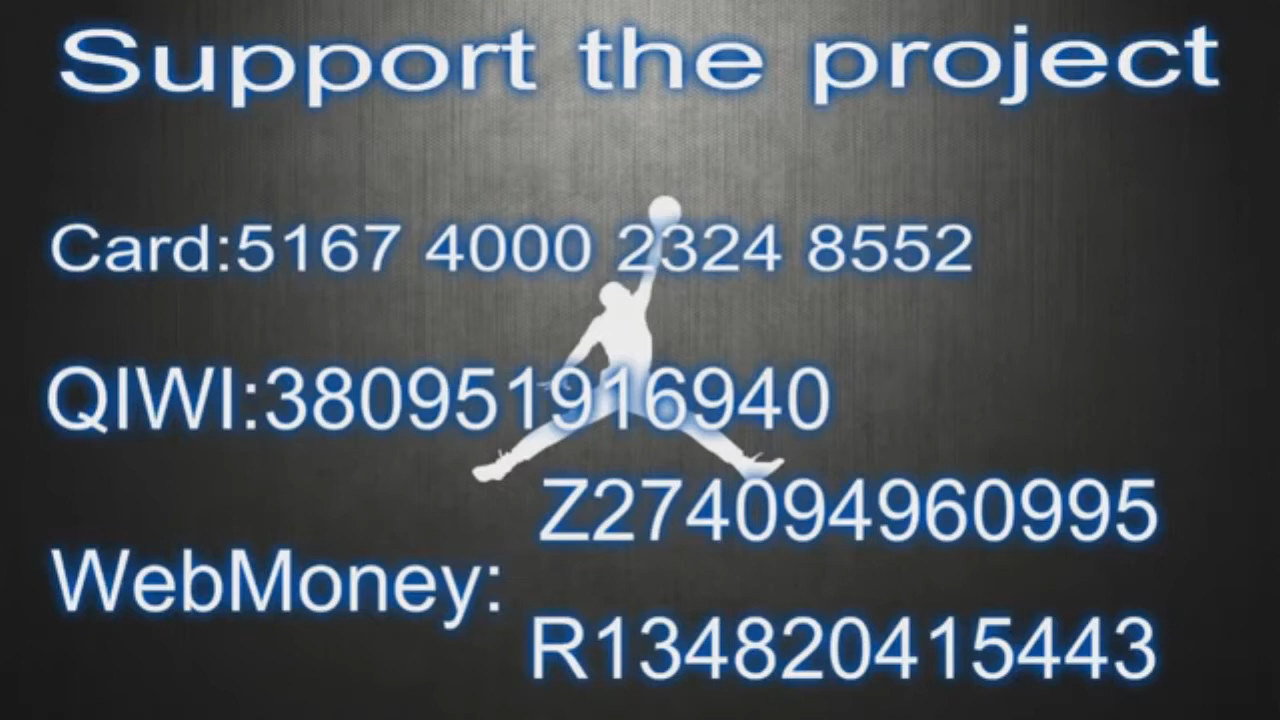 Support the project
Card:5167 4000 2324 8552
QIWI:380951916940
Z274094960995
WebMoney:
R134820415443